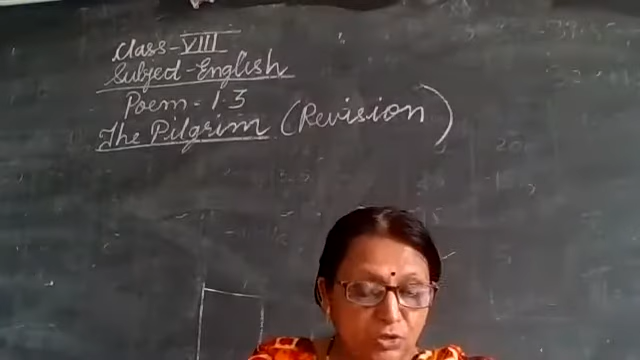 Class - VIII
Subject - English
Poem - 1.3
The Pilgrim (Revision)